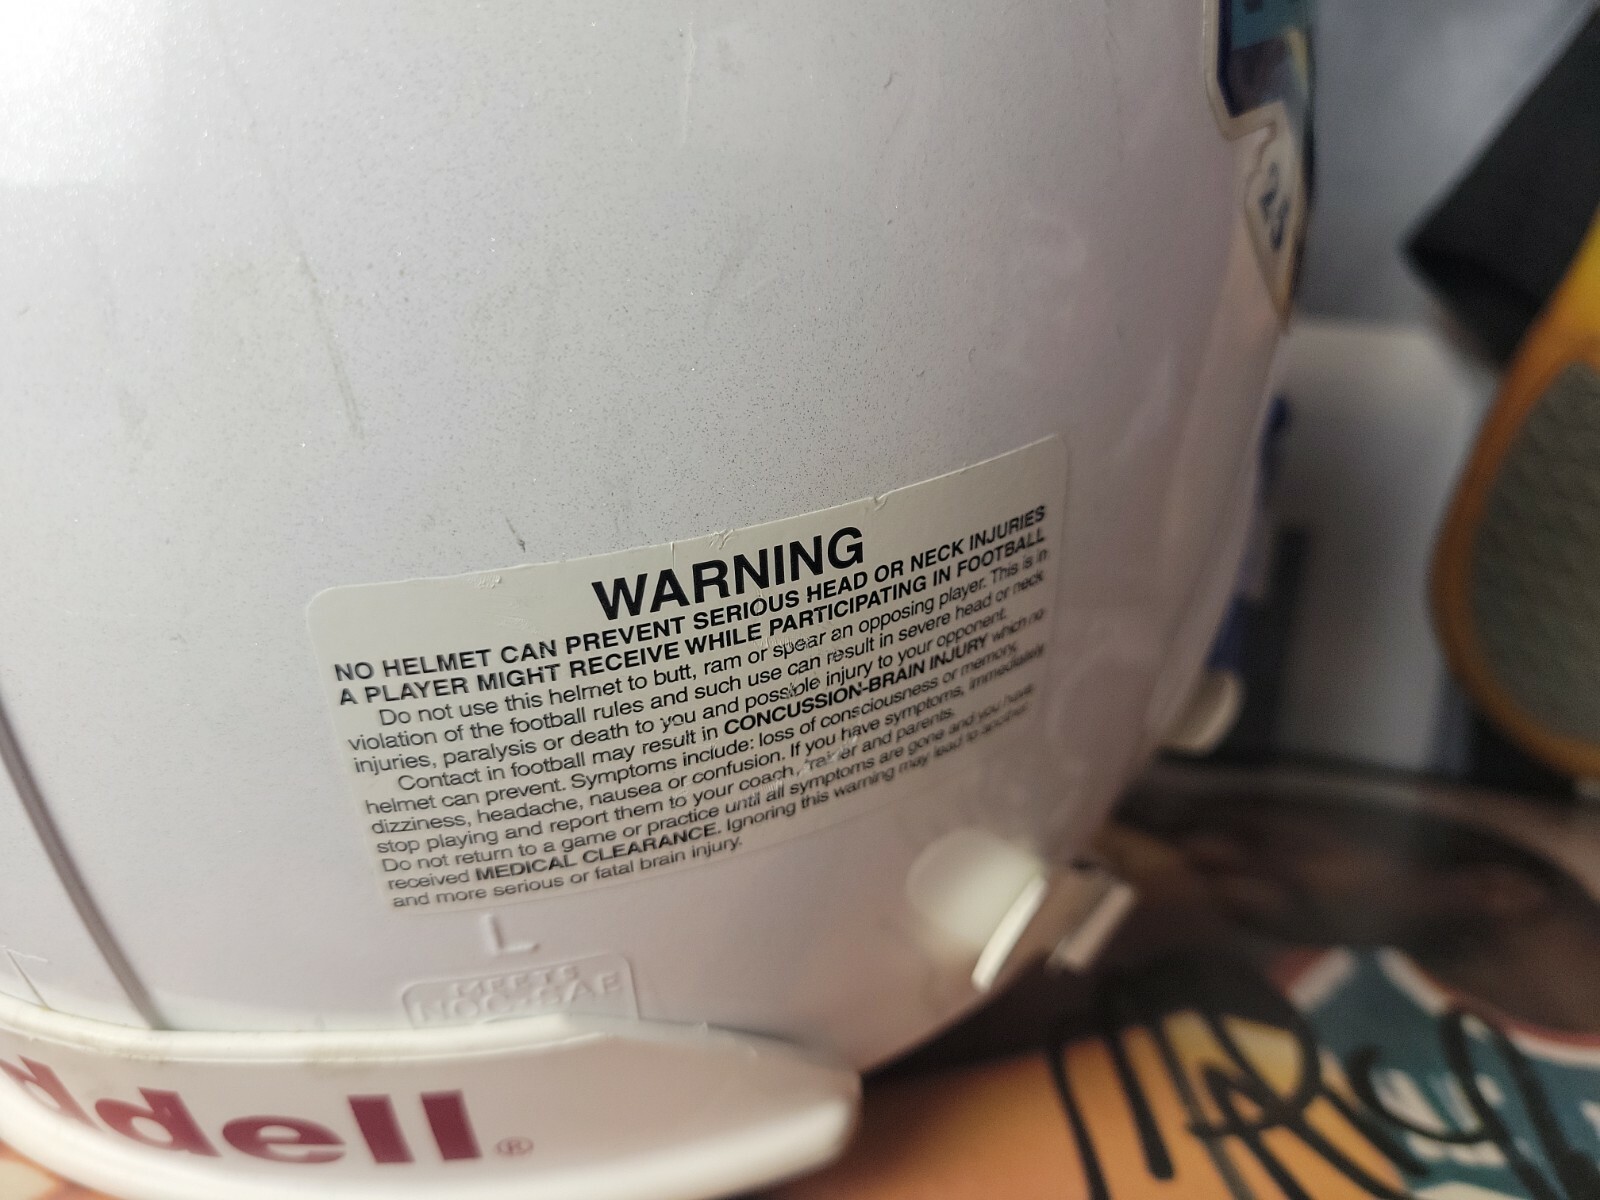 23
WARNING
NO HELMET CAN PREVENT SERIOUS HEAD OR NECK INJURIES
A PLAYER MIGHT RECEIVE WHILE PARTICIPATING IN FOOTBALL
Do not use this helmet to butt, ram or spear an opposing player. This is in
violation of the football rules and such use can result in severe head or neck
injuries, paralysis or death to you and possible injury to your opponent.
Contact in football may result in CONCUSSION-BRAIN INJURY which no
helmet can prevent. Symptoms include: loss of consciousness or memory,
dizziness, headache, nausea or confusion. If you have symptoms, immediately
stop playing and report them to your coach, trainer and parents.
Do not return to a game or practice until all symptoms are gone and you have
received MEDICAL CLEARANCE. Ignoring this warning may lead to another
and more serious or fatal brain injury.
L
MEETS
NOCSAE
ddell®